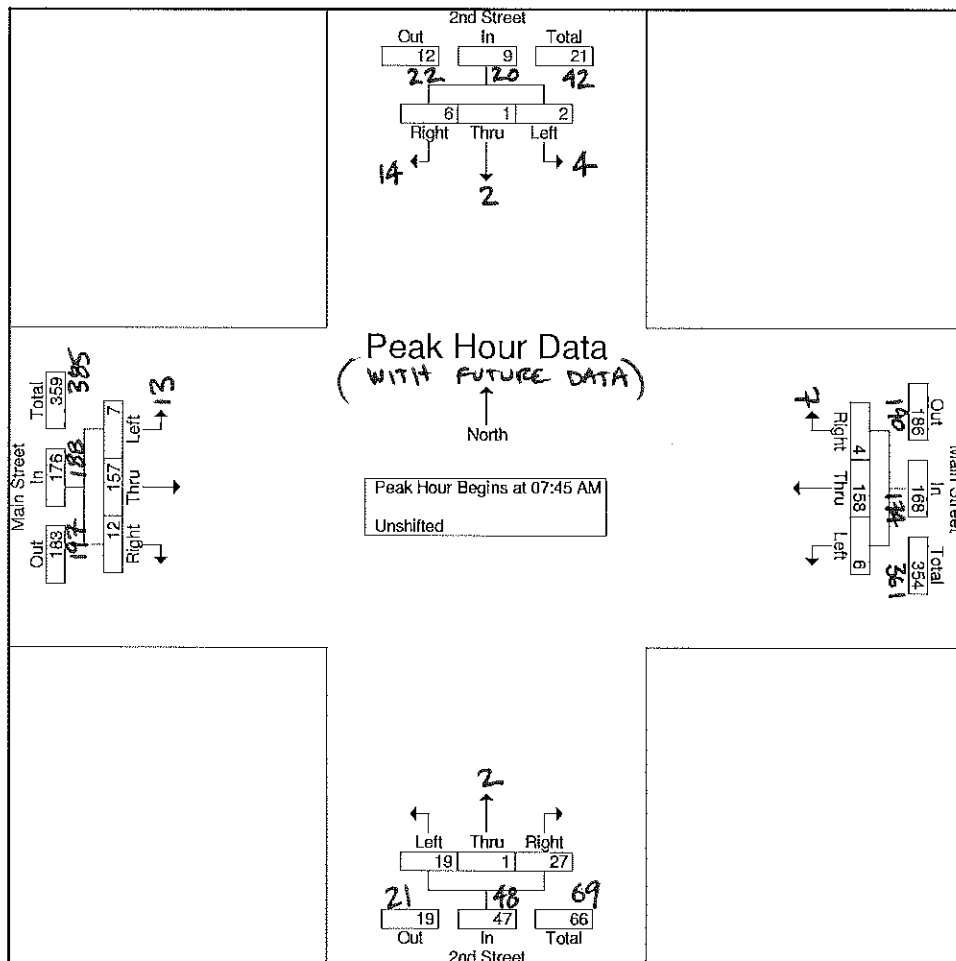 2nd Street
Out In Total
12 9 21
22 20 42
6 1 2
Right Thru Left
14 2 4
Peak Hour Data
(WITH FUTURE DATA)
North
Peak Hour Begins at 07:45 AM
Unshifted
Main Street
Out In Total
183 176 359
197 188 385
Right Thru Left
12 157 7
13
Out In Total
186 168 354
190 174 361
Right Thru Left
4 158 6
7
2
Left Thru Right
19 1 27
21 48 69
19 47 66
Out In Total
2nd Street